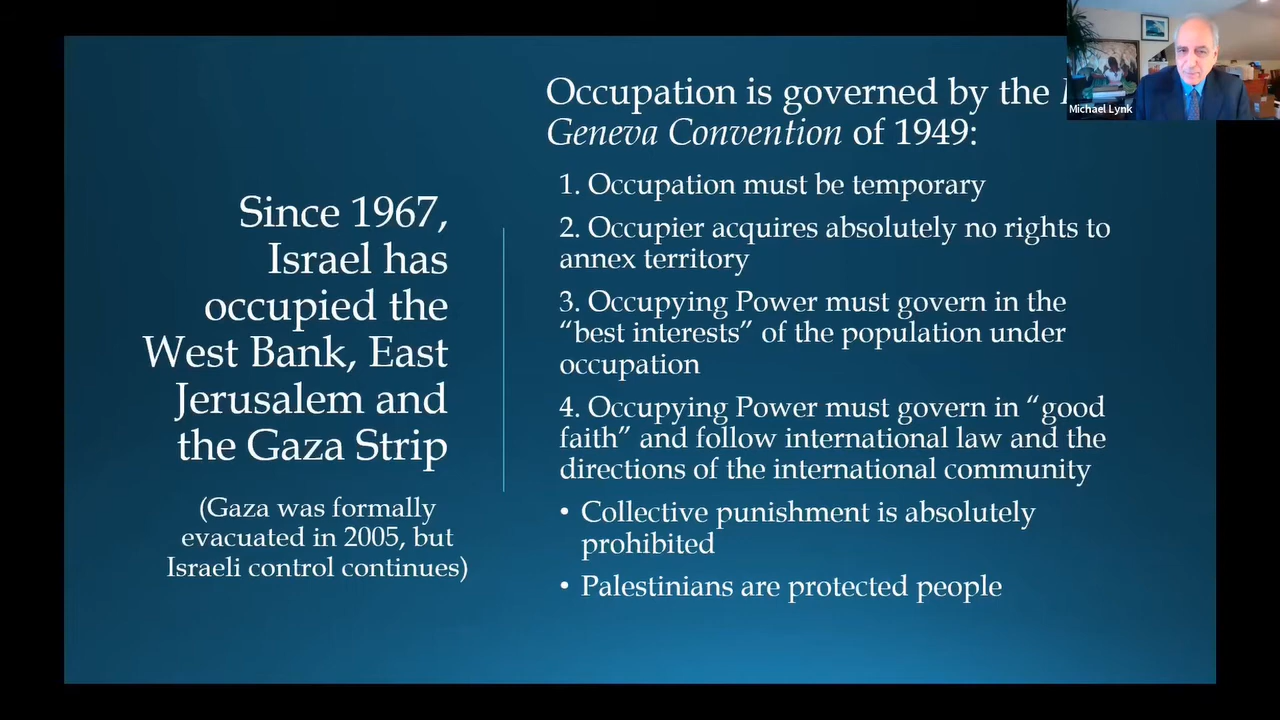 Michael Lynk
Since 1967,
Israel has
occupied the
West Bank, East
Jerusalem and
the Gaza Strip
(Gaza was formally
evacuated in 2005, but
Israeli control continues)
Occupation is governed by the
Geneva Convention of 1949:
1. Occupation must be temporary
2. Occupier acquires absolutely no rights to
annex territory
3. Occupying Power must govern in the
“best interests” of the population under
occupation
4. Occupying Power must govern in “good
faith” and follow international law and the
directions of the international community
• Collective punishment is absolutely
prohibited
• Palestinians are protected people